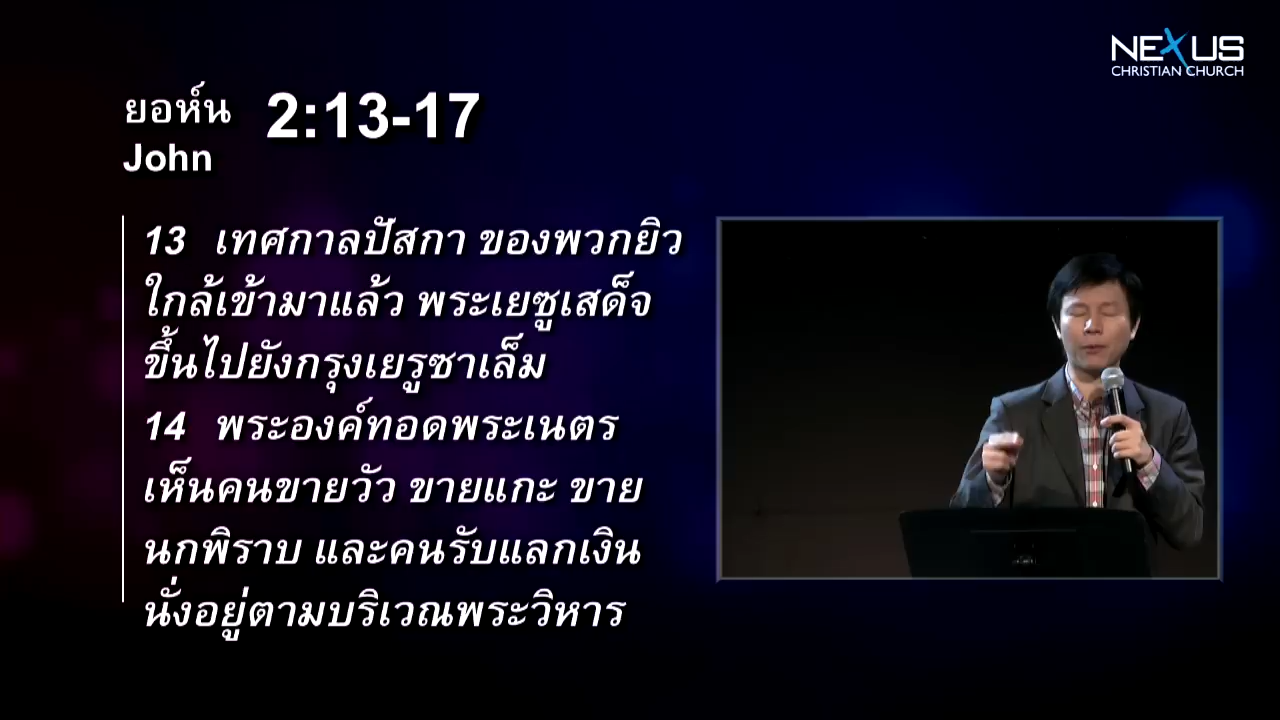 NEXUS
CHRISTIAN CHURCH
ยอห์น 2:13-17
John
13 เทศกาลปัสกา ของพวกยิว
ใกล้เข้ามาแล้ว พระเยซูเสด็จ
ขึ้นไปยังกรุงเยรูซาเล็ม
14 พระองค์ทอดพระเนตร
เห็นคนขายวัว ขายแกะ ขาย
นกพิราบ และคนรับแลกเงิน
นั่งอยู่ตามบริเวณพระวิหาร